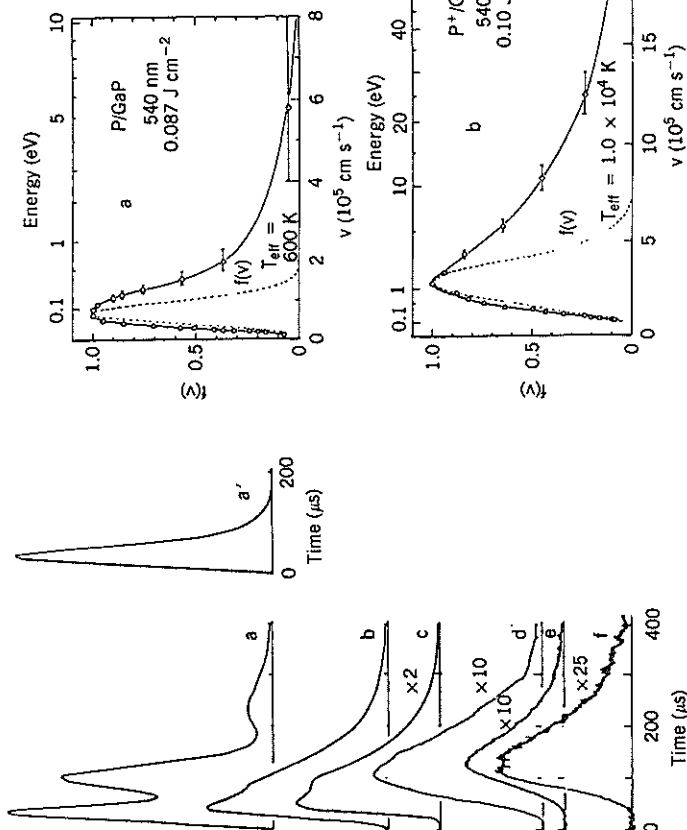 a
b
c
×2
×10
d
×10
e
×25
f
200
400
Time (µs)
a′
0
200
Time (µs)
Energy (eV)
0.1
1
5
10
P/GaP
540 nm
0.087 J cm⁻²
a
f(v)
T_eff =
600 K
1.0
0.5
0
f(v)
0
2
4
6
8
v (10⁵ cm s⁻¹)
Energy (eV)
0.1
1
10
20
40
P⁺/G
540
0.10 J
b
f(v)
T_eff = 1.0 × 10⁴ K
1.0
0.5
0
f(v)
0
5
10
15
v (10⁵ cm s⁻¹)